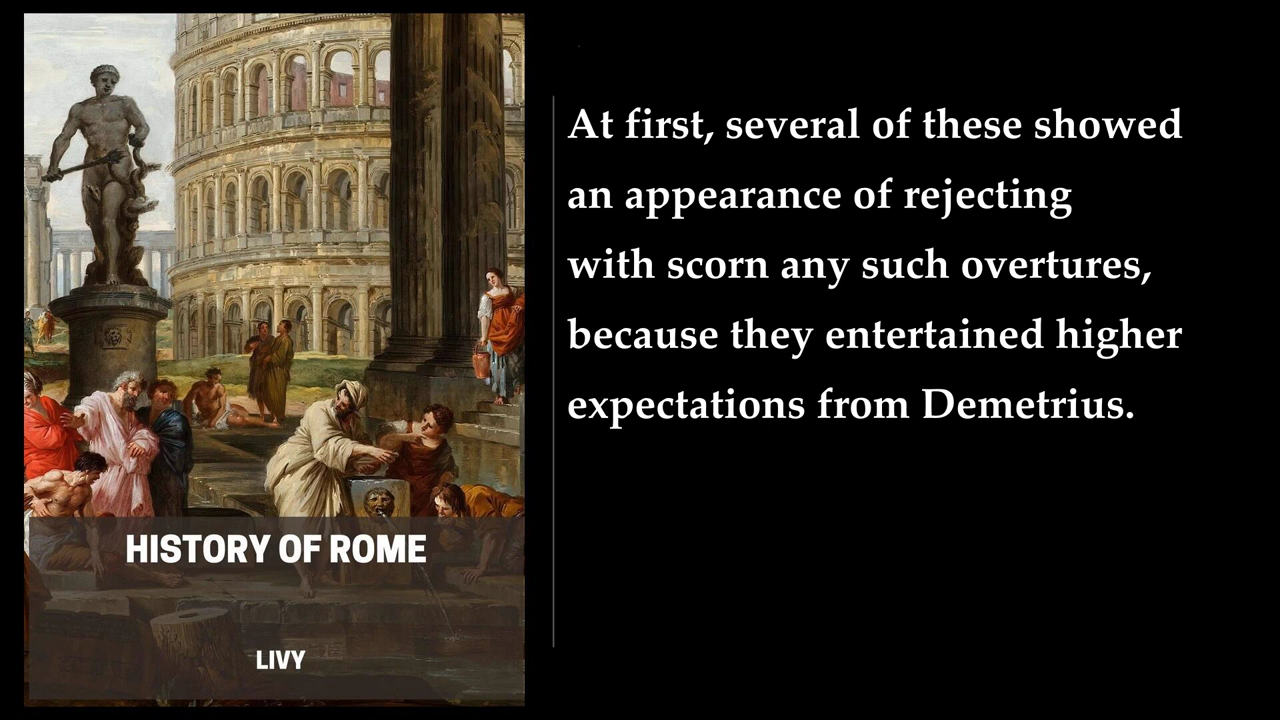 HISTORY OF ROME
LIVY
At first, several of these showed
an appearance of rejecting
with scorn any such overtures,
because they entertained higher
expectations from Demetrius.